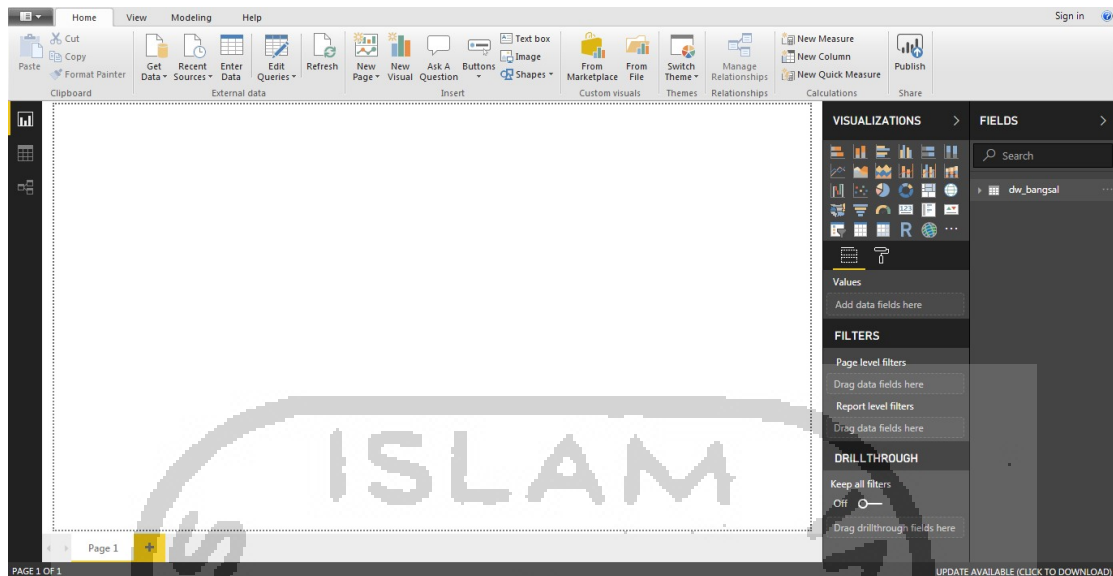 Home View Modeling Help Sign in
Paste
Cut
Copy
Format Painter
Clipboard
Get Data
Recent Sources
Enter Data
Edit Queries
Refresh
External data
New Page
New Visual
Ask A Question
Buttons
Text box
Image
Shapes
Insert
From Marketplace
From File
Custom visuals
Switch Theme
Themes
Manage Relationships
Relationships
New Measure
New Column
New Quick Measure
Calculations
Publish
Share
VISUALIZATIONS
123
R
Values
Add data fields here
FILTERS
Page level filters
Drag data fields here
Report level filters
Drag data fields here
DRILLTHROUGH
Keep all filters
Off
Drag drillthrough fields here
FIELDS
Search
dw_bangsal
ISLAM
S
Page 1
PAGE 1 OF 1
UPDATE AVAILABLE (CLICK TO DOWNLOAD)